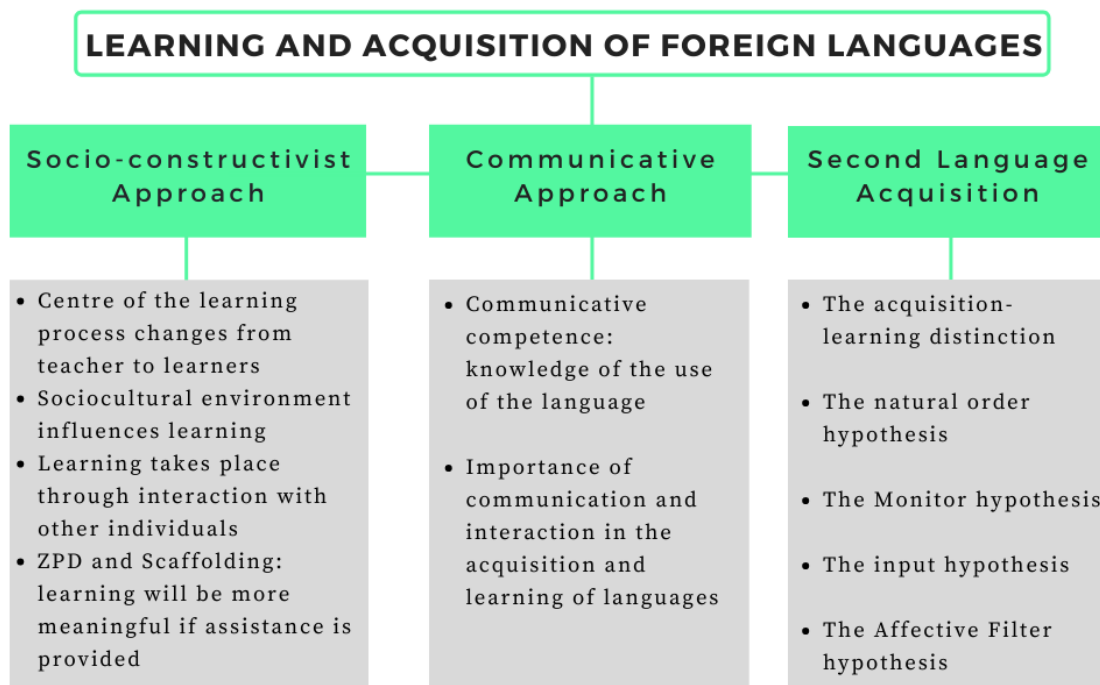 LEARNING AND ACQUISITION OF FOREIGN LANGUAGES
Socio-constructivist
Approach
• Centre of the learning
process changes from
teacher to learners
• Sociocultural environment
influences learning
• Learning takes place
through interaction with
other individuals
• ZPD and Scaffolding:
learning will be more
meaningful if assistance is
provided
Communicative
Approach
• Communicative
competence:
knowledge of the use
of the language
• Importance of
communication and
interaction in the
acquisition and
learning of languages
Second Language
Acquisition
• The acquisition-
learning distinction
• The natural order
hypothesis
• The Monitor hypothesis
• The input hypothesis
• The Affective Filter
hypothesis